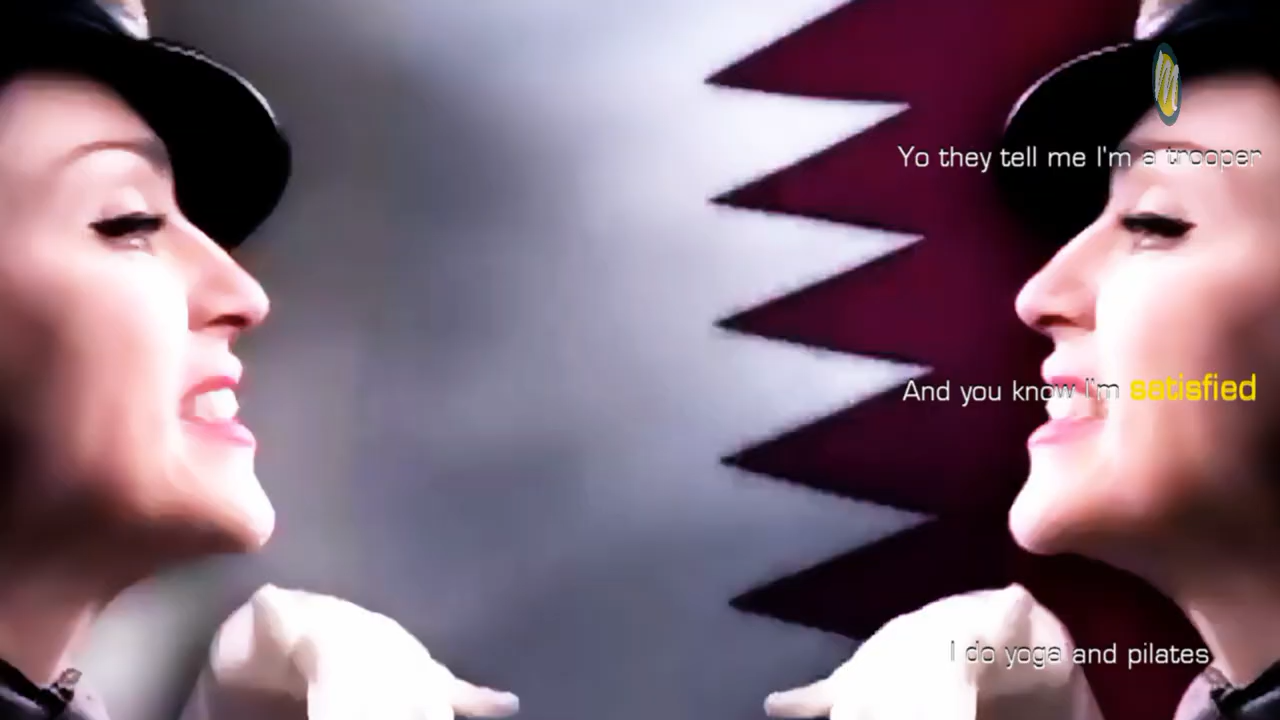 M
Yo they tell me I'm a trooper
And you know I'm satisfied
I do yoga and pilates